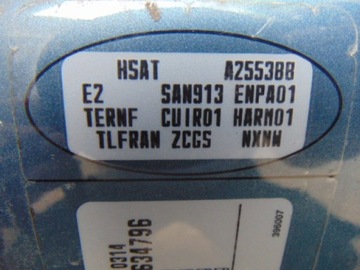 HSAT A2553BB
E2 SAN913 ENPA01
TERNF CUIR01 HARM01
TLFRAN ZCGS NXNW
0314
634796
396007